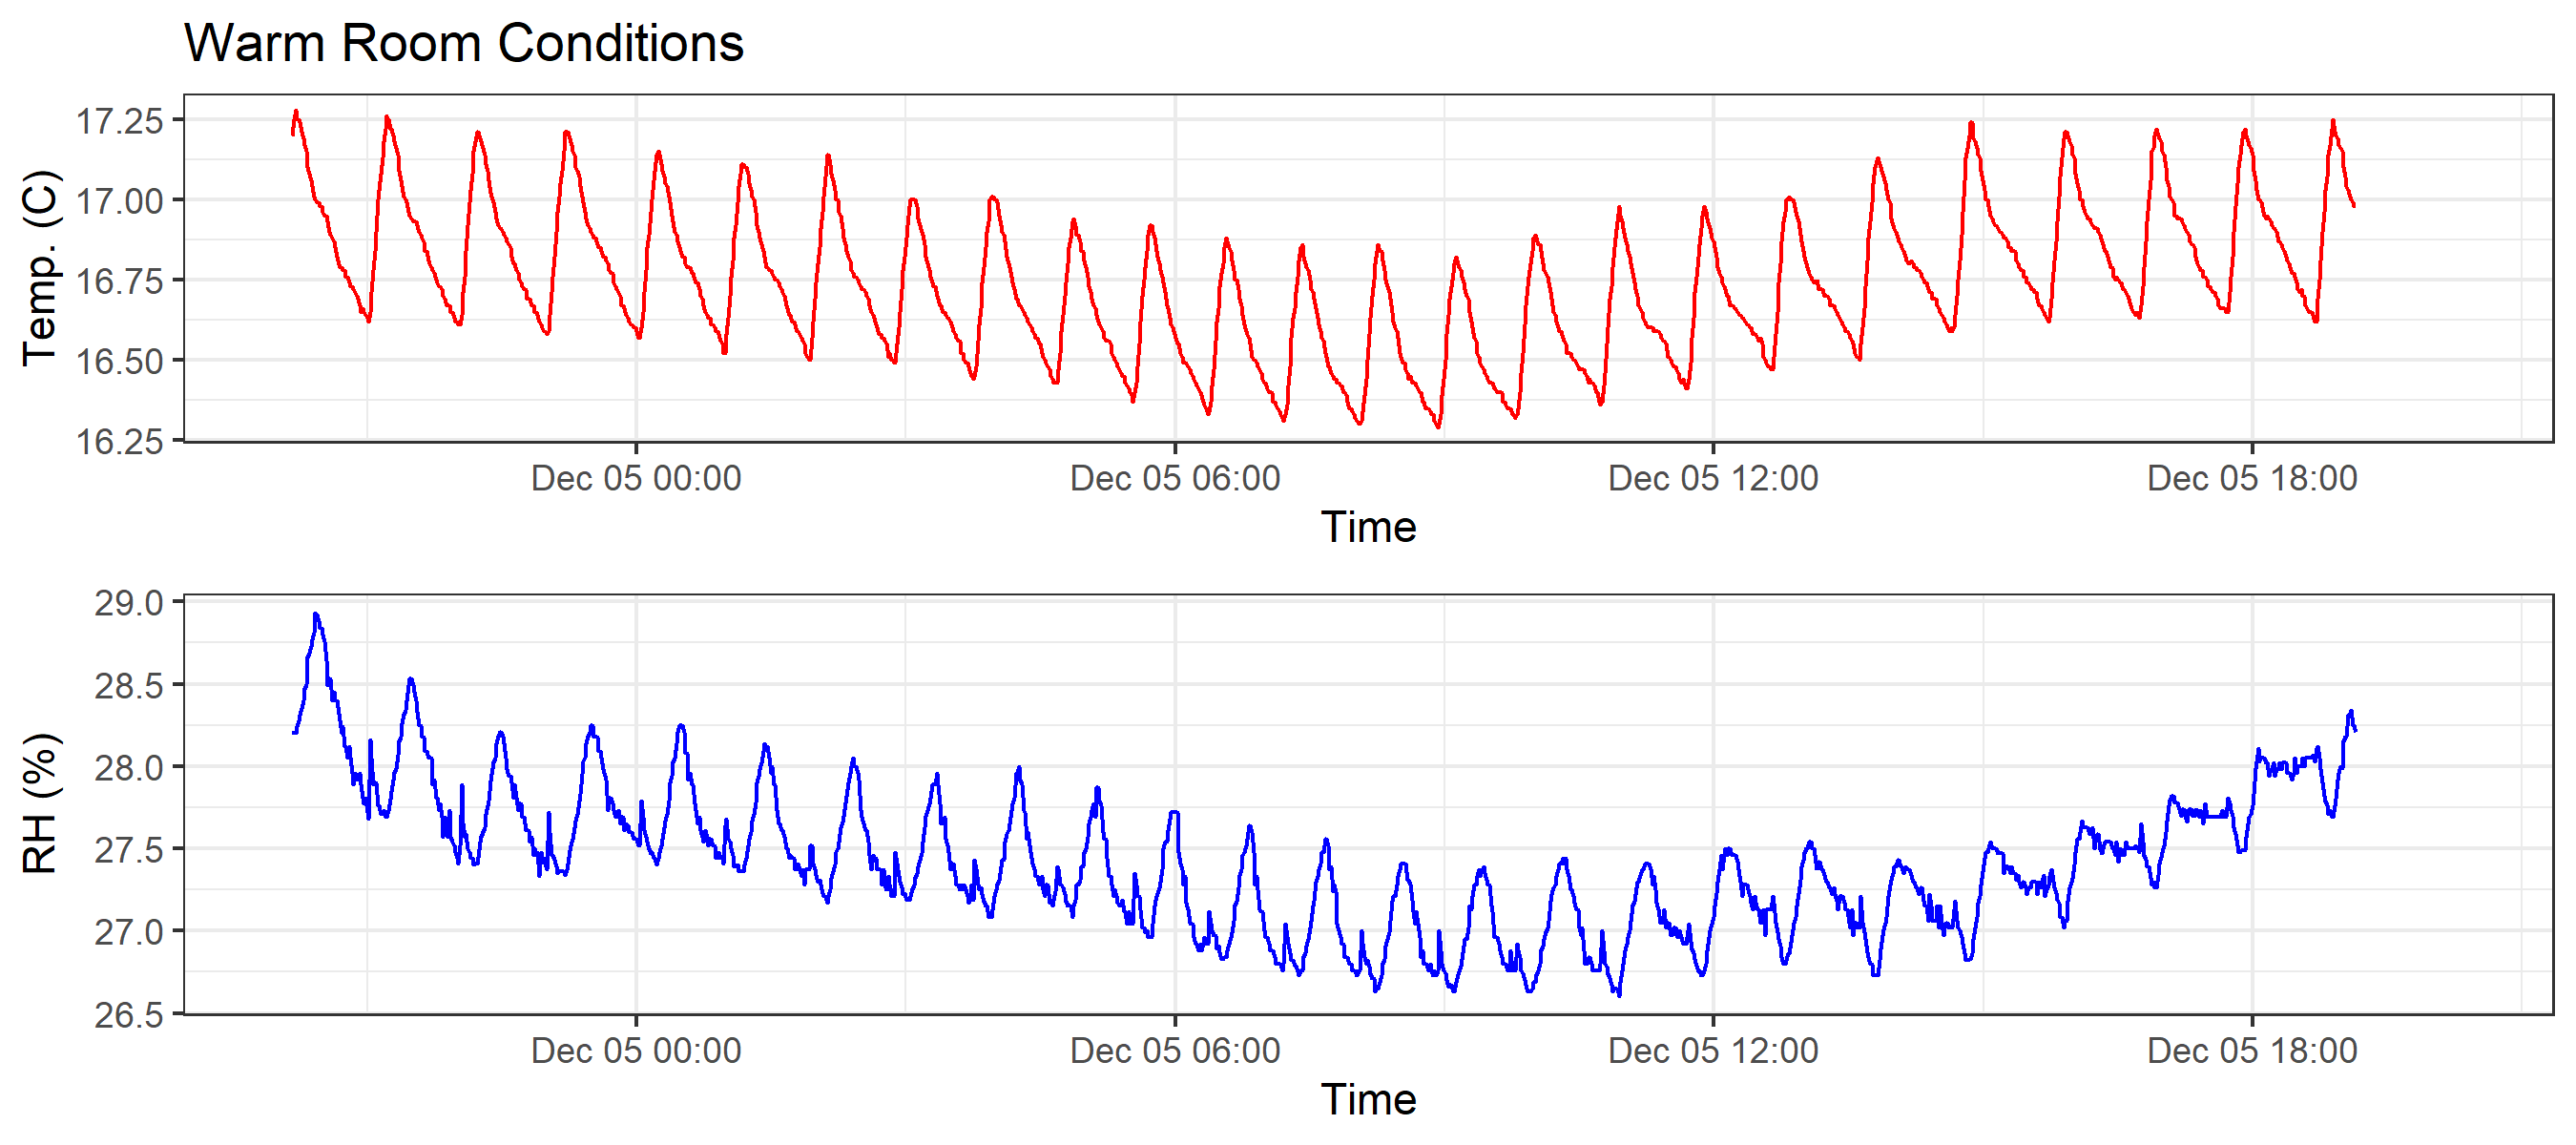 Warm Room Conditions
17.25
17.00
16.75
16.50
16.25
Temp. (C)
Dec 05 00:00 Dec 05 06:00 Dec 05 12:00 Dec 05 18:00
Time
29.0
28.5
28.0
27.5
27.0
26.5
RH (%)
Dec 05 00:00 Dec 05 06:00 Dec 05 12:00 Dec 05 18:00
Time